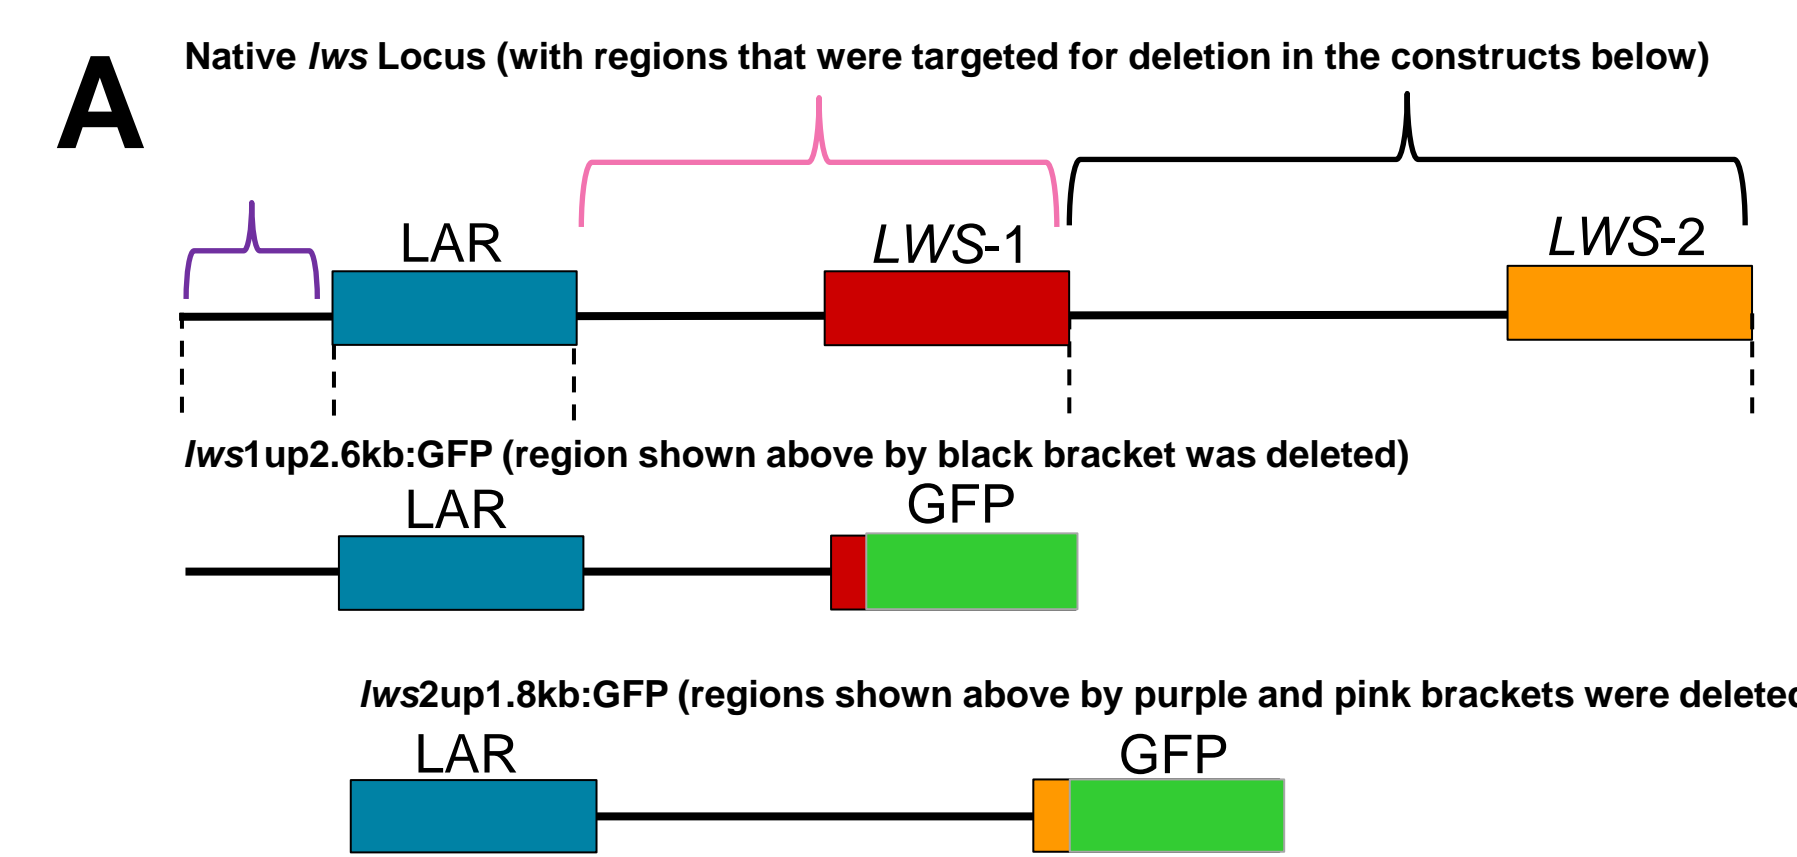 A
Native lws Locus (with regions that were targeted for deletion in the constructs below)
LAR
LWS-1
LWS-2
lws1up2.6kb:GFP (region shown above by black bracket was deleted)
LAR
GFP
lws2up1.8kb:GFP (regions shown above by purple and pink brackets were deleted
LAR
GFP